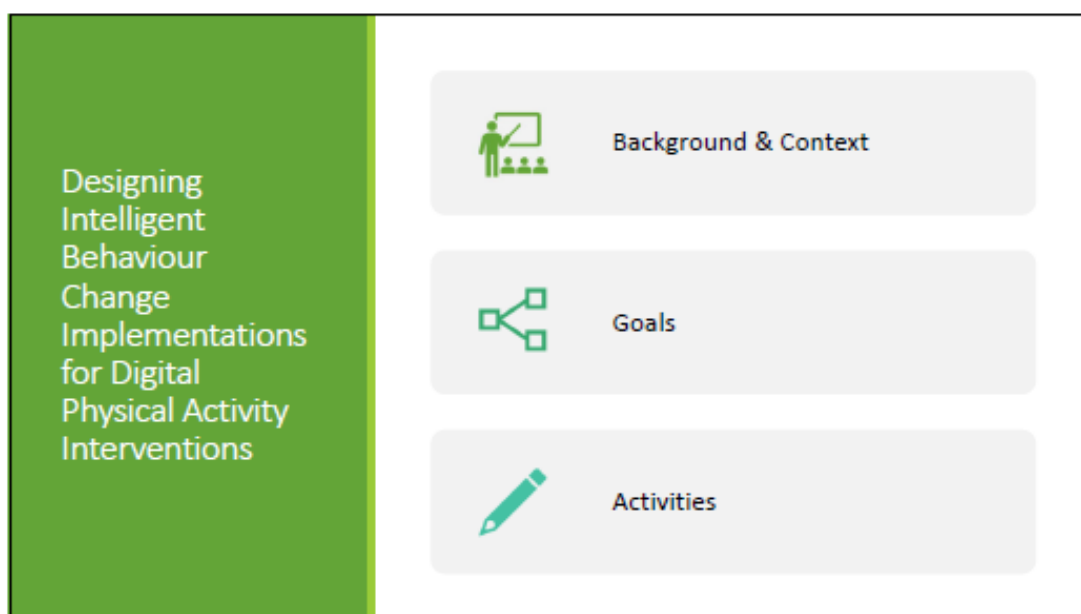 Designing
Intelligent
Behaviour
Change
Implementations
for Digital
Physical Activity
Interventions
Background & Context
Goals
Activities